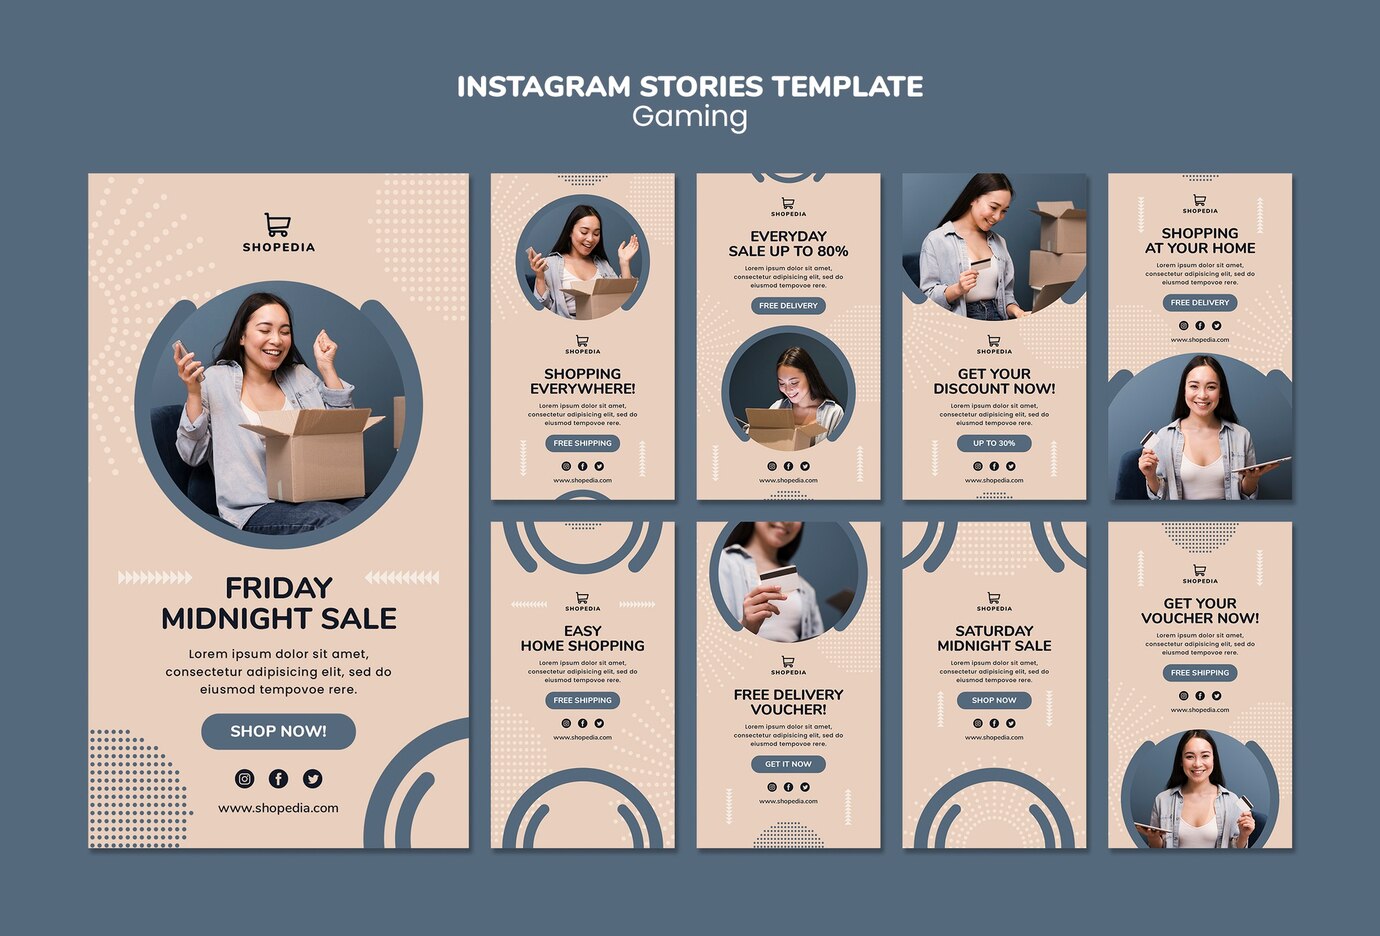 INSTAGRAM STORIES TEMPLATE
Gaming
SHOPEDIA
FRIDAY
MIDNIGHT SALE
Lorem ipsum dolor sit amet,
consectetur adipisicing elit, sed do
eiusmod tempovoe rere.
SHOP NOW!
www.shopedia.com
SHOPEDIA
SHOPPING
EVERYWHERE!
Lorem ipsum dolor sit amet,
consectetur adipisicing elit, sed do
eiusmod tempovoe rere.
FREE SHIPPING
www.shopedia.com
SHOPEDIA
EVERYDAY
SALE UP TO 80%
Lorem ipsum dolor sit amet,
consectetur adipisicing elit, sed do
eiusmod tempovoe rere.
FREE DELIVERY
www.shopedia.com
SHOPEDIA
GET YOUR
DISCOUNT NOW!
Lorem ipsum dolor sit amet,
consectetur adipisicing elit, sed do
eiusmod tempovoe rere.
UP TO 30%
www.shopedia.com
SHOPEDIA
SHOPPING
AT YOUR HOME
Lorem ipsum dolor sit amet,
consectetur adipisicing elit, sed do
eiusmod tempovoe rere.
FREE DELIVERY
www.shopedia.com
SHOPEDIA
EASY
HOME SHOPPING
Lorem ipsum dolor sit amet,
consectetur adipisicing elit, sed do
eiusmod tempovoe rere.
FREE SHIPPING
www.shopedia.com
SHOPEDIA
FREE DELIVERY
VOUCHER!
Lorem ipsum dolor sit amet,
consectetur adipisicing elit, sed do
eiusmod tempovoe rere.
GET IT NOW
www.shopedia.com
SHOPEDIA
SATURDAY
MIDNIGHT SALE
Lorem ipsum dolor sit amet,
consectetur adipisicing elit, sed do
eiusmod tempovoe rere.
SHOP NOW
www.shopedia.com
SHOPEDIA
GET YOUR
VOUCHER NOW!
Lorem ipsum dolor sit amet,
consectetur adipisicing elit, sed do
eiusmod tempovoe rere.
FREE SHIPPING
www.shopedia.com